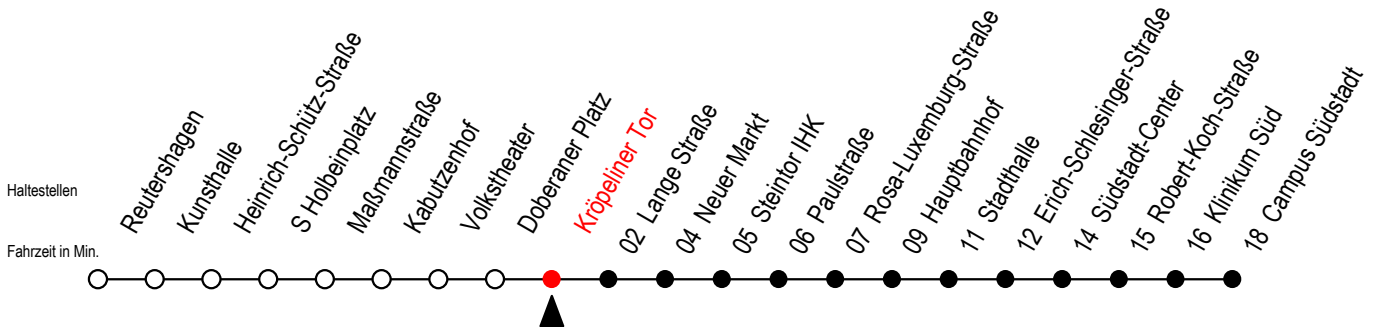 Haltestellen
Reutershagen
Kunsthalle
Heinrich-Schütz-Straße
S Holbeinplatz
Maßmannstraße
Kabutzenhof
Volkstheater
Doberaner Platz
Kröpeliner Tor
02 Lange Straße
04 Neuer Markt
05 Steintor IHK
06 Paulstraße
07 Rosa-Luxemburg-Straße
09 Hauptbahnhof
11 Stadthalle
12 Erich-Schlesinger-Straße
14 Südstadt-Center
15 Robert-Koch-Straße
16 Klinikum Süd
18 Campus Südstadt
Fahrzeit in Min.